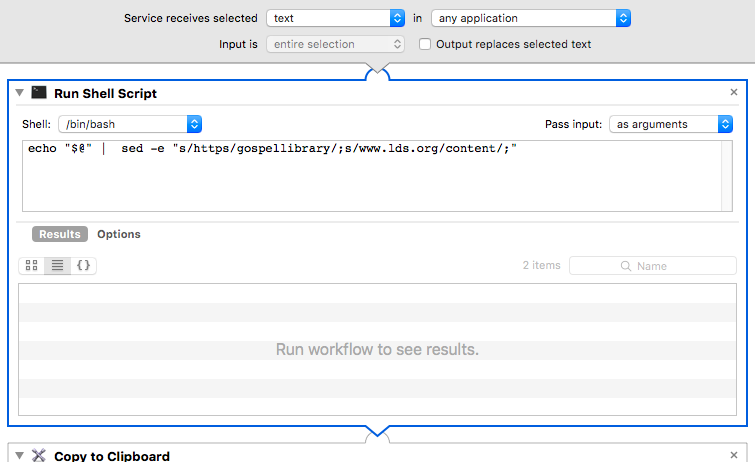 Service receives selected text in any application
Input is entire selection Output replaces selected text
Run Shell Script
Shell: /bin/bash Pass input: as arguments
echo "$@" |  sed -e "s/https/gospellibrary/;s/www.lds.org/content/;"
Results Options
2 items Name
Run workflow to see results.
Copy to Clipboard